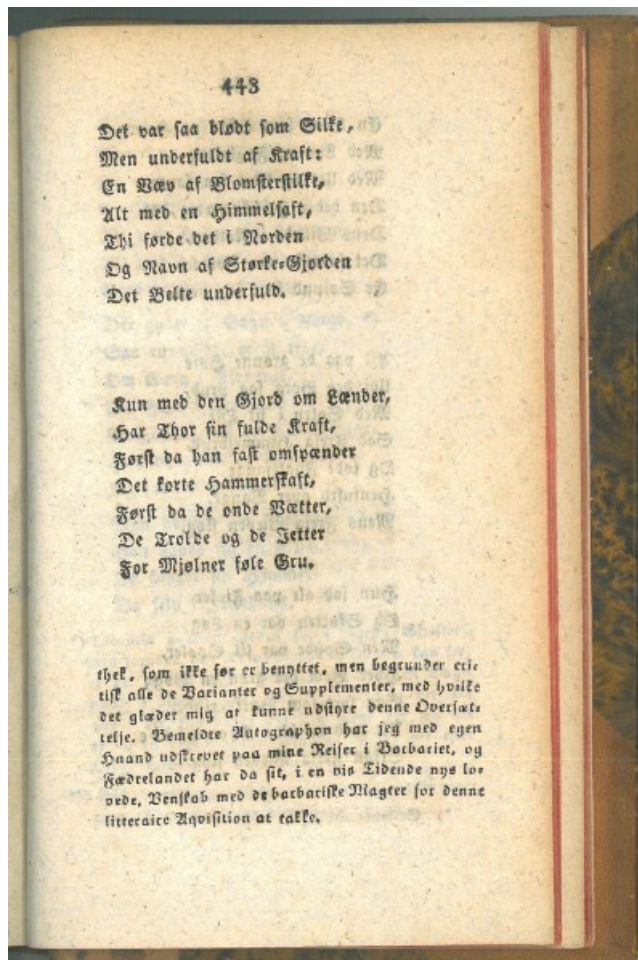 443
Det var saa blødt som Silke,
Men underfuldt af Kraft:
En Væv af Blomsterstilke,
Alt med en Himmelsaft,
Thi førde det i Norden
Og Navn af Størke-Gjorden
Det Belte underfuld.
Kun med den Gjord om Lænder,
Har Thor sin fulde Kraft,
Først da han fast omspænder
Det korte Hammerskaft,
Først da de onde Vætter,
De Trolde og de Jetter
For Mjølner føle Gru.
thek, som ikke før er benyttet, men begrunder etie
tisk alle de Varianter og Supplementer, med hvilke
det glæder mig at kunne udstyre denne Oversæt-
telse. Bemeldte Autographon har jeg med egen
Haand udskrevet paa mine Reiser i Barbariet, og
Fædrelandet har da sit, i en vis Tidende nys lo-
vede, Venskab med de barbariske Magter for denne
litteraire Aqvisition at takke.